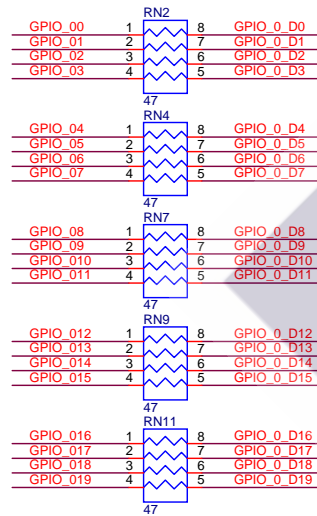 RN2
GPIO_00 1 8 GPIO_0_D0
GPIO_01 2 7 GPIO_0_D1
GPIO_02 3 6 GPIO_0_D2
GPIO_03 4 5 GPIO_0_D3
47
RN4
GPIO_04 1 8 GPIO_0_D4
GPIO_05 2 7 GPIO_0_D5
GPIO_06 3 6 GPIO_0_D6
GPIO_07 4 5 GPIO_0_D7
47
RN7
GPIO_08 1 8 GPIO_0_D8
GPIO_09 2 7 GPIO_0_D9
GPIO_010 3 6 GPIO_0_D10
GPIO_011 4 5 GPIO_0_D11
47
RN9
GPIO_012 1 8 GPIO_0_D12
GPIO_013 2 7 GPIO_0_D13
GPIO_014 3 6 GPIO_0_D14
GPIO_015 4 5 GPIO_0_D15
47
RN11
GPIO_016 1 8 GPIO_0_D16
GPIO_017 2 7 GPIO_0_D17
GPIO_018 3 6 GPIO_0_D18
GPIO_019 4 5 GPIO_0_D19
47